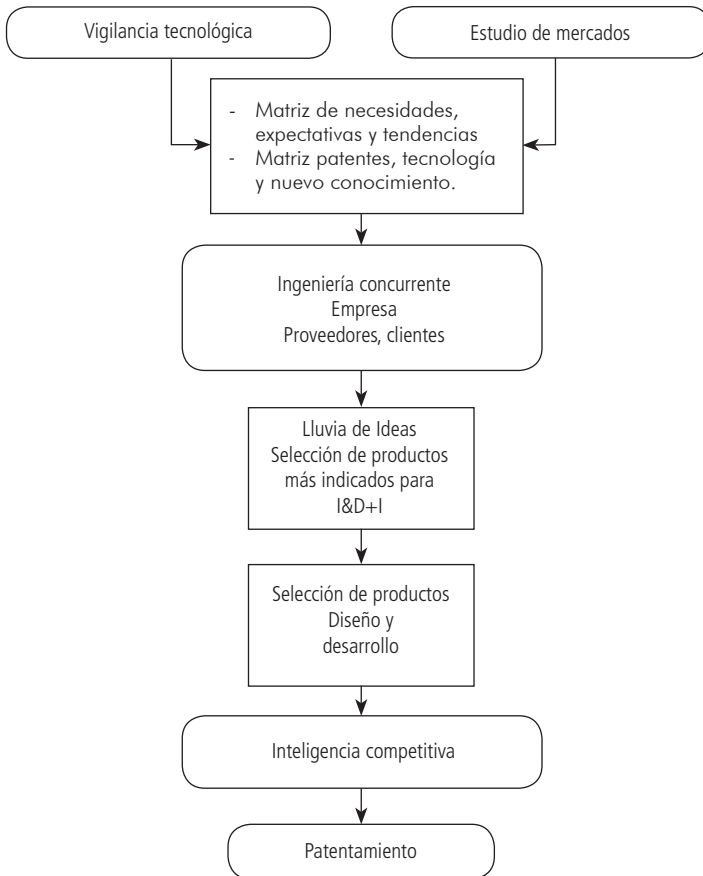 Vigilancia tecnológica
Estudio de mercados
- Matriz de necesidades,
expectativas y tendencias
- Matriz patentes, tecnología
y nuevo conocimiento.
Ingeniería concurrente
Empresa
Proveedores, clientes
Lluvia de Ideas
Selección de productos
más indicados para
I&D+I
Selección de productos
Diseño y
desarrollo
Inteligencia competitiva
Patentamiento